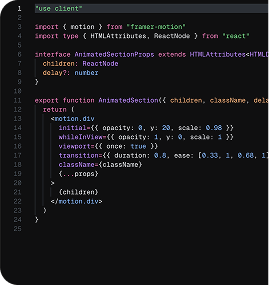 1 "use client"
2
3 import { motion } from "framer-motion"
4 import type { HTMLAttributes, ReactNode } from "react"
5
6 interface AnimatedSectionProps extends HTMLAttributes<HTMLD
7 children: ReactNode
8 delay?: number
9 }
10
11 export function AnimatedSection({ children, className, dela
12 return (
13 <motion.div
14 initial={{ opacity: 0, y: 20, scale: 0.98 }}
15 whileInView={{ opacity: 1, y: 0, scale: 1 }}
16 viewport={{ once: true }}
17 transition={{ duration: 0.8, ease: [0.33, 1, 0.68, 1]
18 className={className}
19 {...props}
20 >
21 {children}
22 </motion.div>
23 )
24 }
25